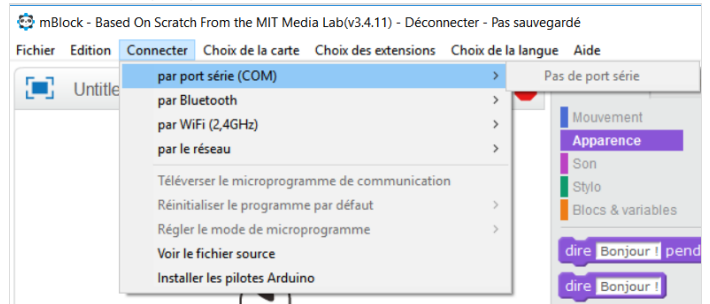 mBlock - Based On Scratch From the MIT Media Lab(v3.4.11) - Déconnecter - Pas sauvegardé
Fichier Edition Connecter Choix de la carte Choix des extensions Choix de la langue Aide
Untitle
par port série (COM)
Pas de port série
par Bluetooth
par WiFi (2,4GHz)
par le réseau
Téléverser le microprogramme de communication
Réinitialiser le programme par défaut
Régler le mode de microprogramme
Voir le fichier source
Installer les pilotes Arduino
Mouvement
Apparence
Son
Stylo
Blocs & variables
dire Bonjour ! pend
dire Bonjour !